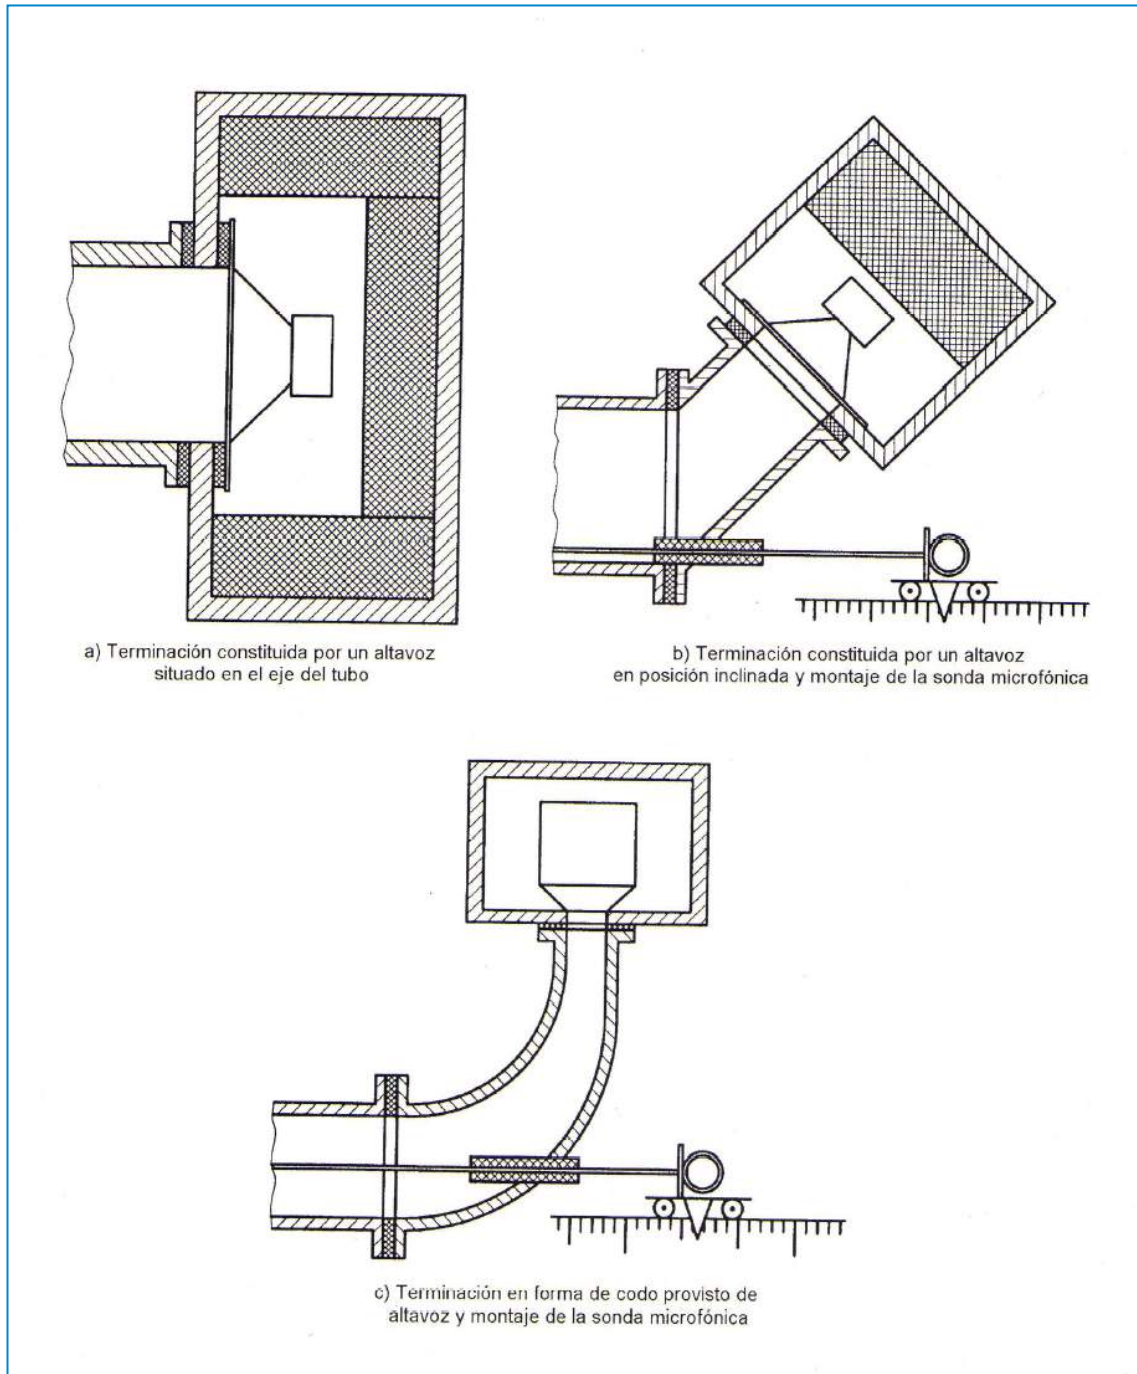 a) Terminación constituida por un altavoz
situado en el eje del tubo
b) Terminación constituida por un altavoz
en posición inclinada y montaje de la sonda microfónica
c) Terminación en forma de codo provisto de
altavoz y montaje de la sonda microfónica